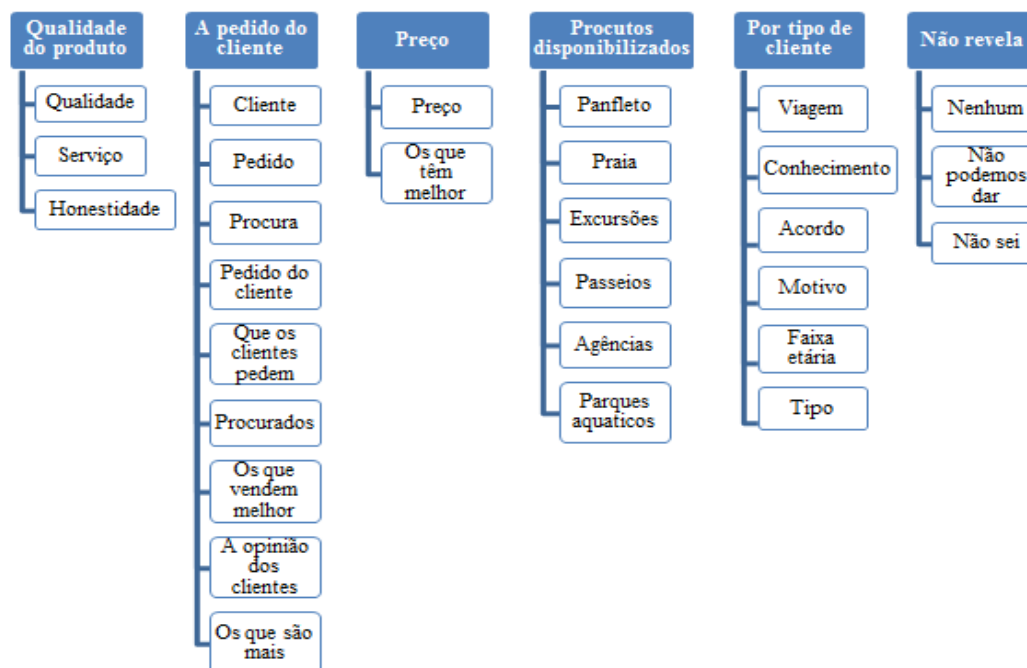 Qualidade
do produto
Qualidade
Serviço
Honestidade
A pedido do
cliente
Cliente
Pedido
Procura
Pedido do
cliente
Que os
clientes
pedem
Procurados
Os que
vendem
melhor
A opinião
dos
clientes
Os que são
mais
Preço
Preço
Os que
têm
melhor
Procutos
disponibilizados
Panfleto
Praia
Excursões
Passeios
Agências
Parques
aquaticos
Por tipo de
cliente
Viagem
Conhecimento
Acordo
Motivo
Faixa
etária
Tipo
Não revela
Nenhum
Não
podemos
dar
Não sei